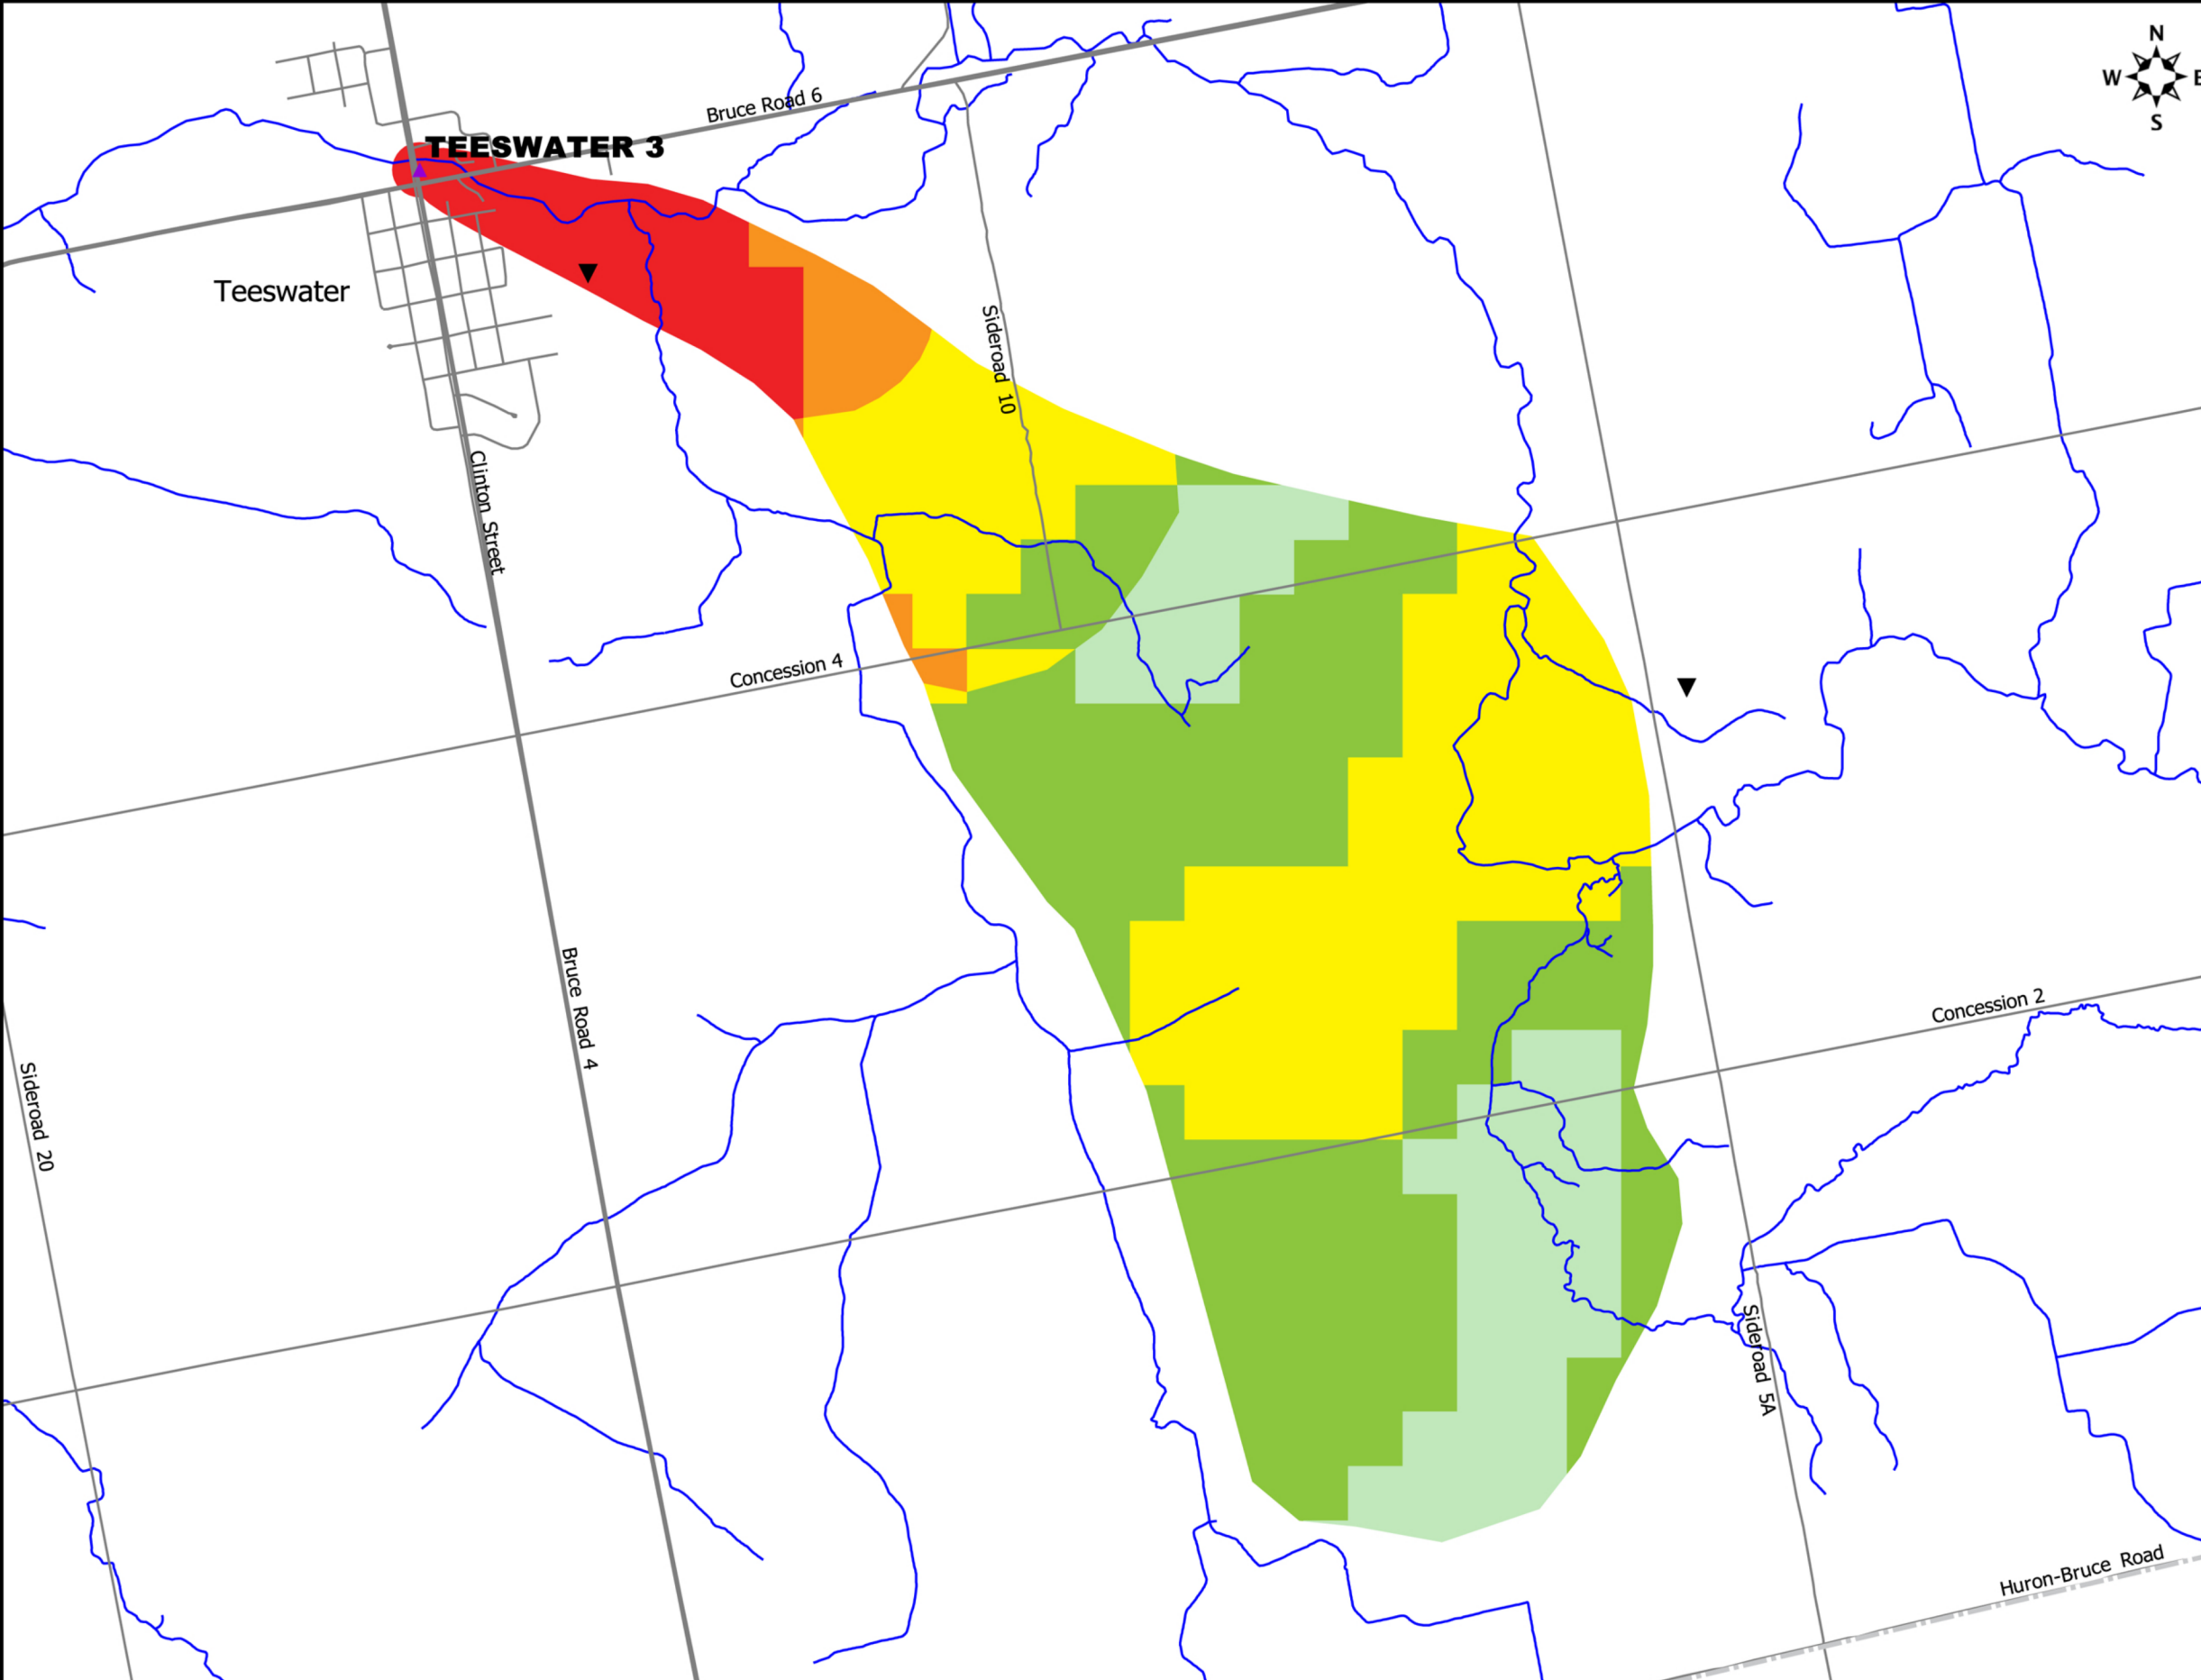 N
W E
S
Bruce Road 6
TEESWATER 3
Teeswater
Sideroad 10
Clinton Street
Concession 4
Bruce Road 4
Concession 2
Sideroad 20
Sideroad 5A
Huron-Bruce Road